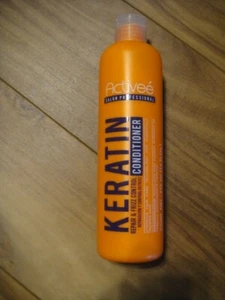 Activeé
SALON PROFESSIONAL
KERATIN
CONDITIONER
REPAIR & FRIZZ CONTROL